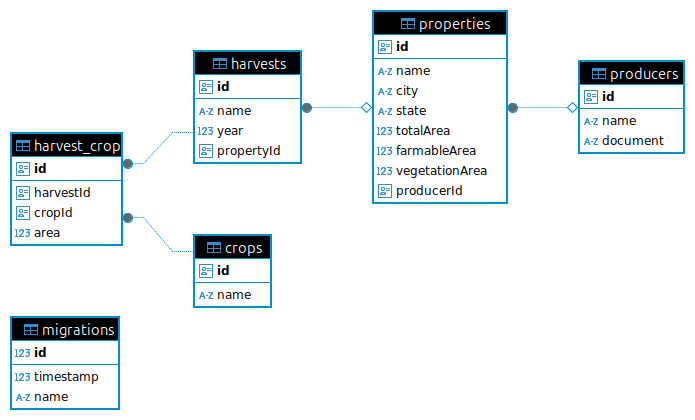 properties
id
name
city
state
123 totalArea
123 farmableArea
123 vegetationArea
producerId
harvests
id
A-Z name
123 year
propertyId
producers
id
A-Z name
A-Z document
harvest_crop
id
harvestId
cropId
123 area
crops
id
A-Z name
migrations
123 id
123 timestamp
A-Z name